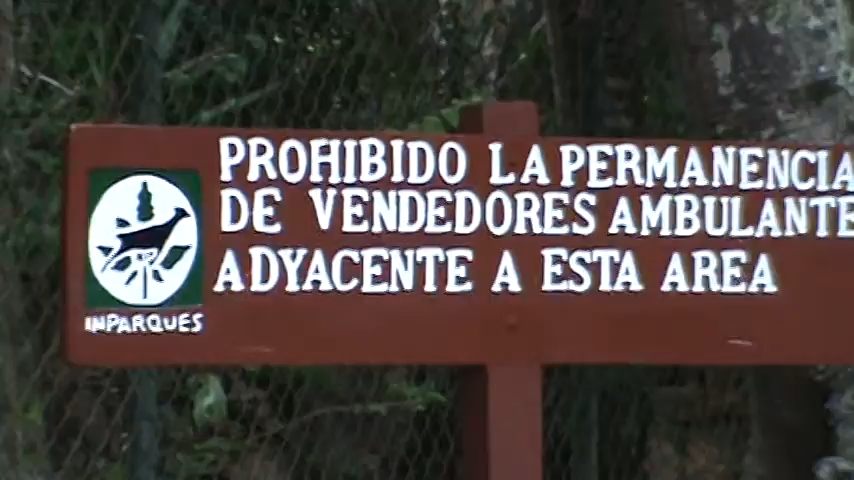 PROHIBIDO LA PERMANENCIA
DE VENDEDORES AMBULANTE
ADYACENTE A ESTA AREA
INPARQUES